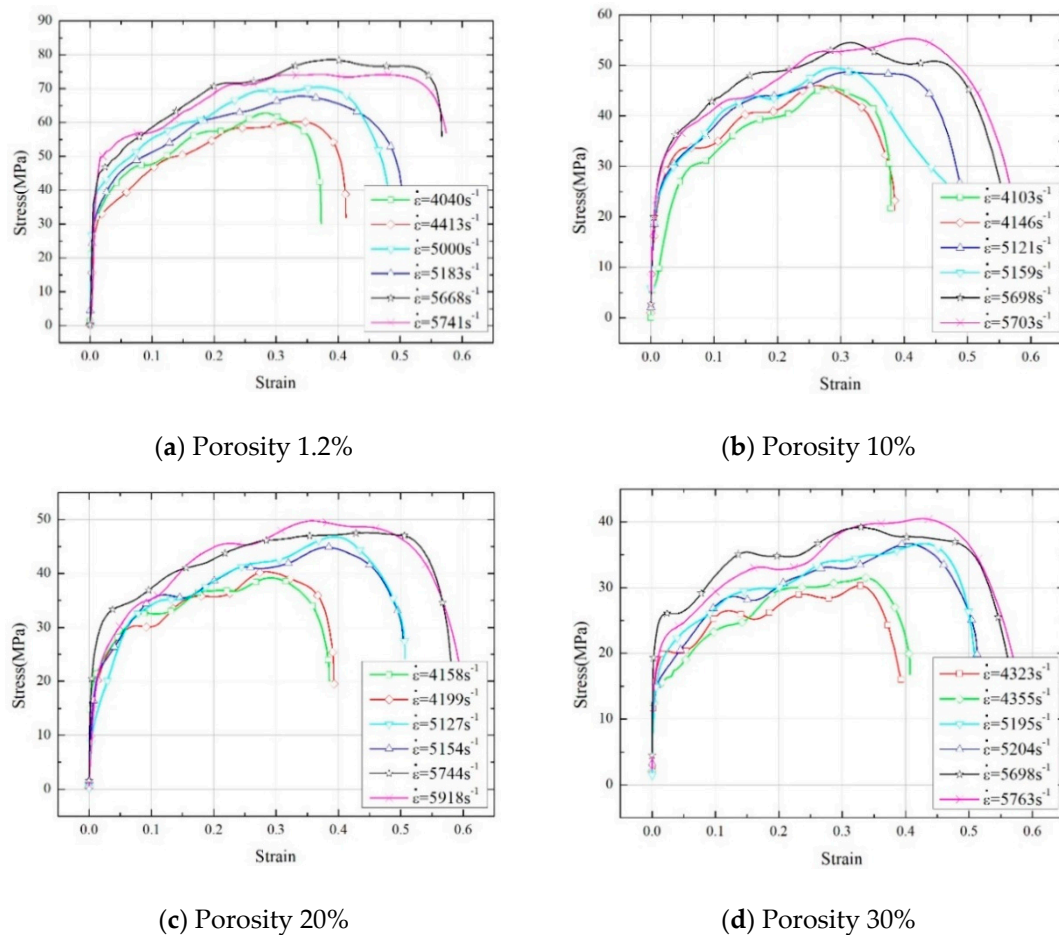 90
80
70
60
50
40
30
20
10
0
Stress(MPa)
ε̇=4040s⁻¹
ε̇=4413s⁻¹
ε̇=5000s⁻¹
ε̇=5183s⁻¹
ε̇=5668s⁻¹
ε̇=5741s⁻¹
0.0 0.1 0.2 0.3 0.4 0.5 0.6
Strain
(a) Porosity 1.2%
60
50
40
30
20
10
0
Stress(MPa)
ε̇=4103s⁻¹
ε̇=4146s⁻¹
ε̇=5121s⁻¹
ε̇=5159s⁻¹
ε̇=5698s⁻¹
ε̇=5703s⁻¹
0.0 0.1 0.2 0.3 0.4 0.5 0.6
Strain
(b) Porosity 10%
50
40
30
20
10
0
Stress(MPa)
ε̇=4158s⁻¹
ε̇=4199s⁻¹
ε̇=5127s⁻¹
ε̇=5154s⁻¹
ε̇=5744s⁻¹
ε̇=5918s⁻¹
0.0 0.1 0.2 0.3 0.4 0.5 0.6
Strain
(c) Porosity 20%
40
30
20
10
0
Stress(MPa)
ε̇=4323s⁻¹
ε̇=4355s⁻¹
ε̇=5195s⁻¹
ε̇=5204s⁻¹
ε̇=5698s⁻¹
ε̇=5763s⁻¹
0.0 0.1 0.2 0.3 0.4 0.5 0.6
Strain
(d) Porosity 30%